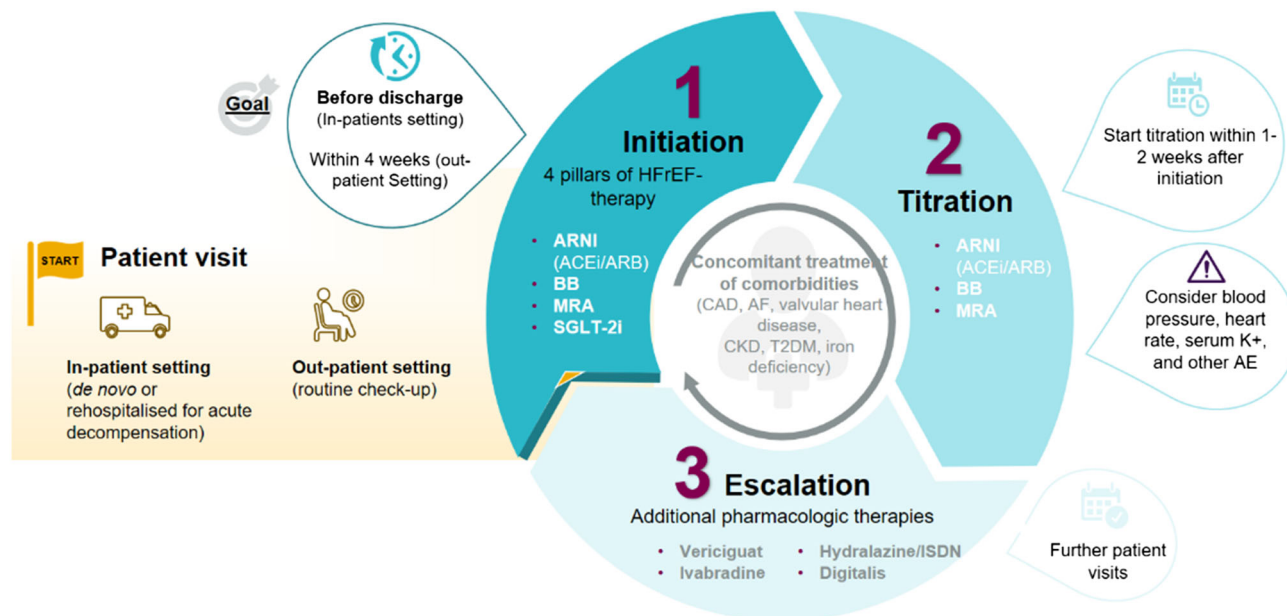 Goal
Before discharge
(In-patients setting)
Within 4 weeks (out-
patient Setting)
START
Patient visit
In-patient setting
(de novo or
rehospitalised for acute
decompensation)
Out-patient setting
(routine check-up)
1
Initiation
4 pillars of HFrEF-
therapy
• ARNI
(ACEi/ARB)
• BB
• MRA
• SGLT-2i
2
Titration
• ARNI
(ACEi/ARB)
• BB
• MRA
Start titration within 1-
2 weeks after
initiation
Consider blood
pressure, heart
rate, serum K+,
and other AE
Concomitant treatment
of comorbidities
(CAD, AF, valvular heart
disease,
CKD, T2DM, iron
deficiency)
3 Escalation
Additional pharmacologic therapies
• Vericiguat
• Ivabradine
• Hydralazine/ISDN
• Digitalis
Further patient
visits